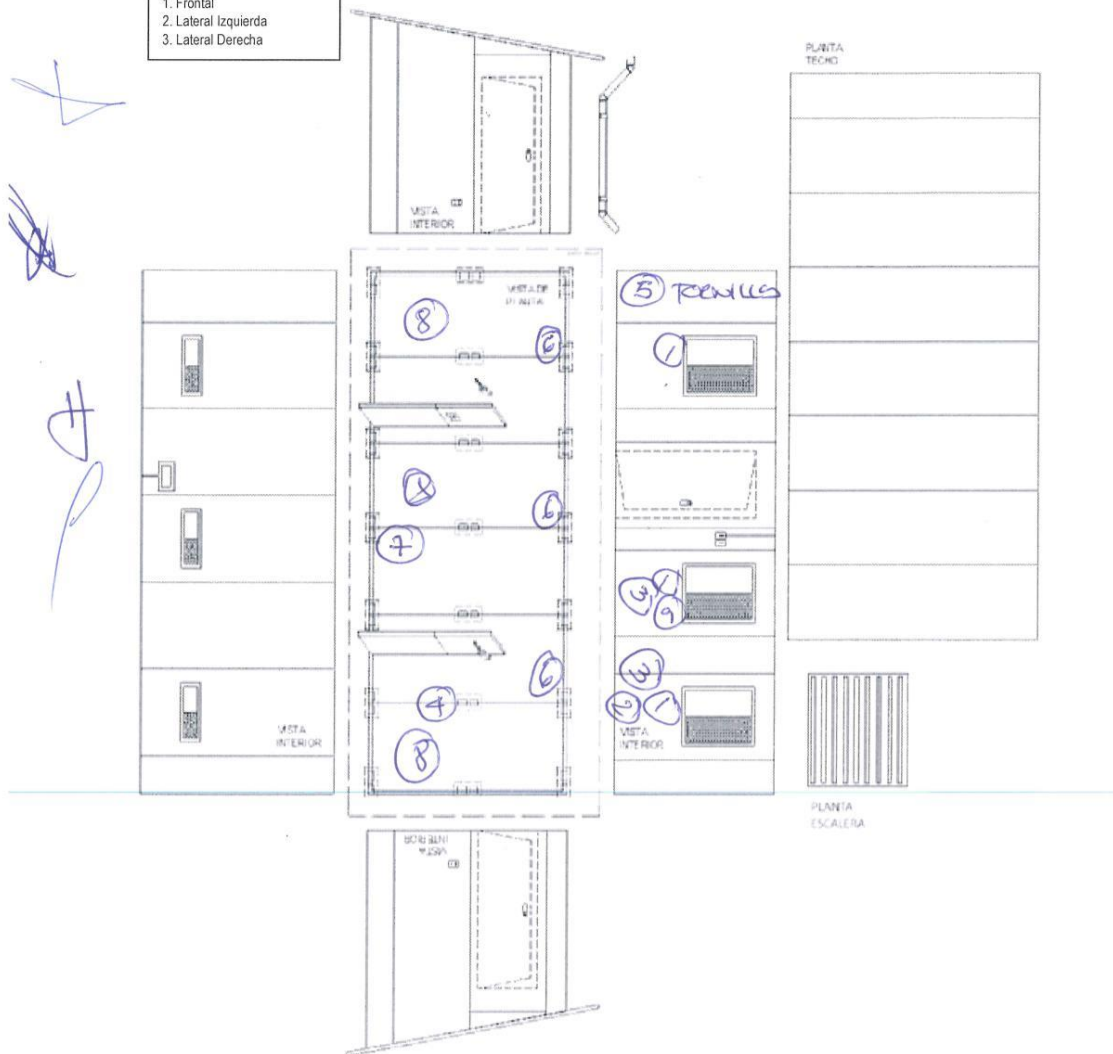 1. Frontal
2. Lateral Izquierda
3. Lateral Derecha
PLANTA
TECHO
VISTA
INTERIOR
VISTA DE
PLANTA
5 TORNILLOS
8
6
1
6
7
1
3
9
6
3
4
2
1
8
VISTA
INTERIOR
VISTA
INTERIOR
PLANTA
ESCALERA
VISTA
INTERIOR